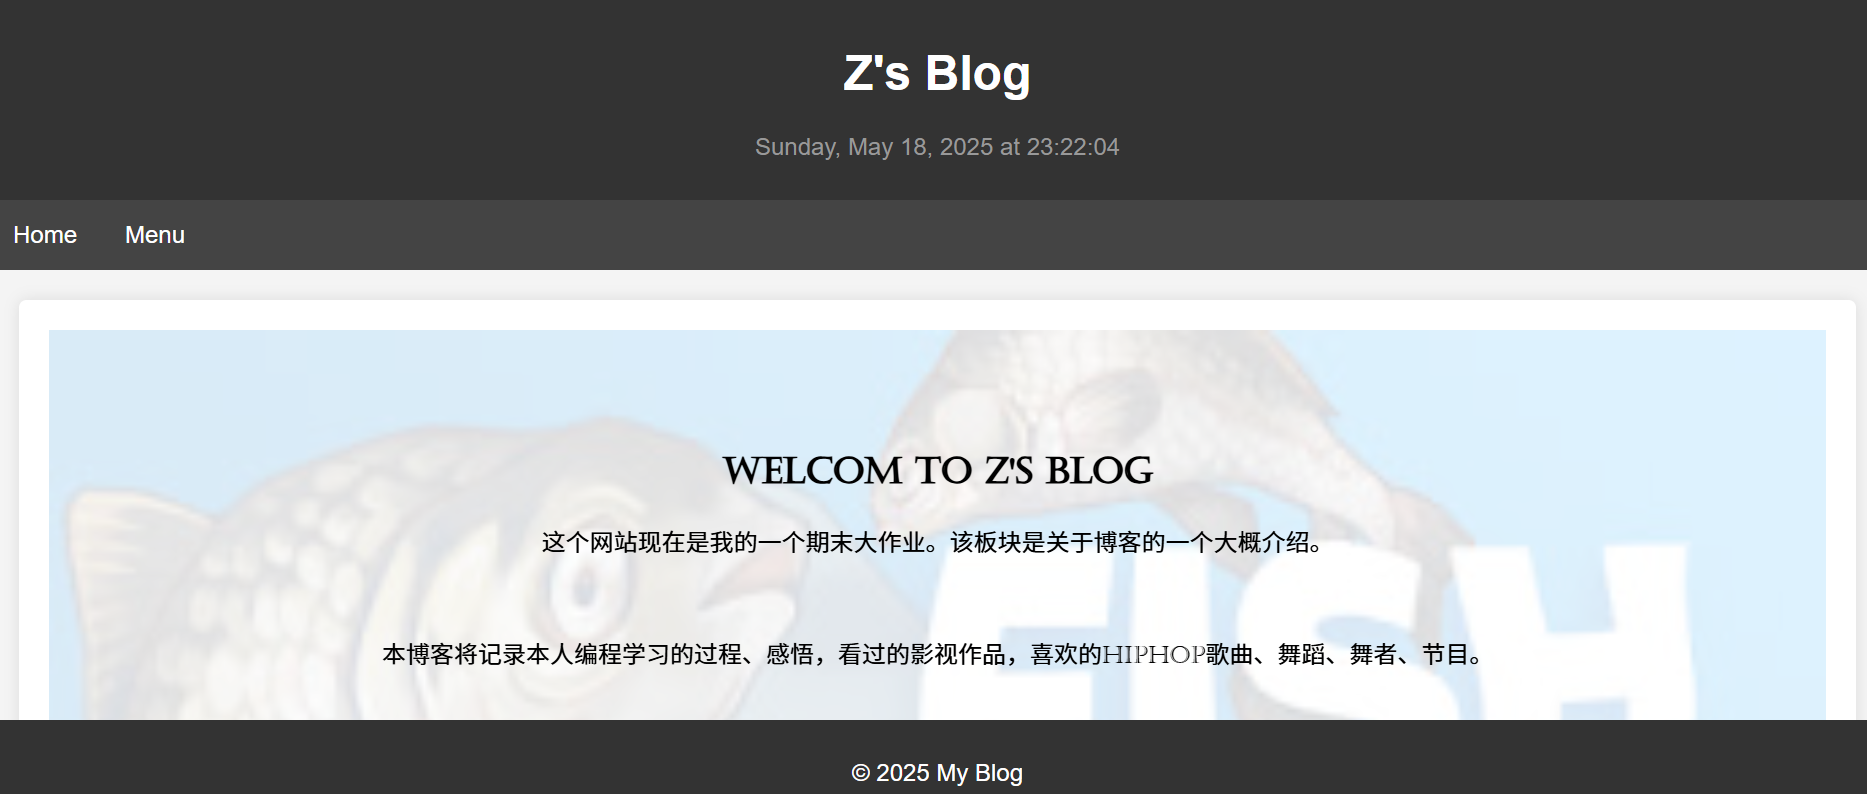 Z's Blog
Sunday, May 18, 2025 at 23:22:04
Home Menu
WELCOM TO Z'S BLOG
这个网站现在是我的一个期末大作业。该板块是关于博客的一个大概介绍。
本博客将记录本人编程学习的过程、感悟，看过的影视作品，喜欢的HIPHOP歌曲、舞蹈、舞者、节目。
FISH
© 2025 My Blog